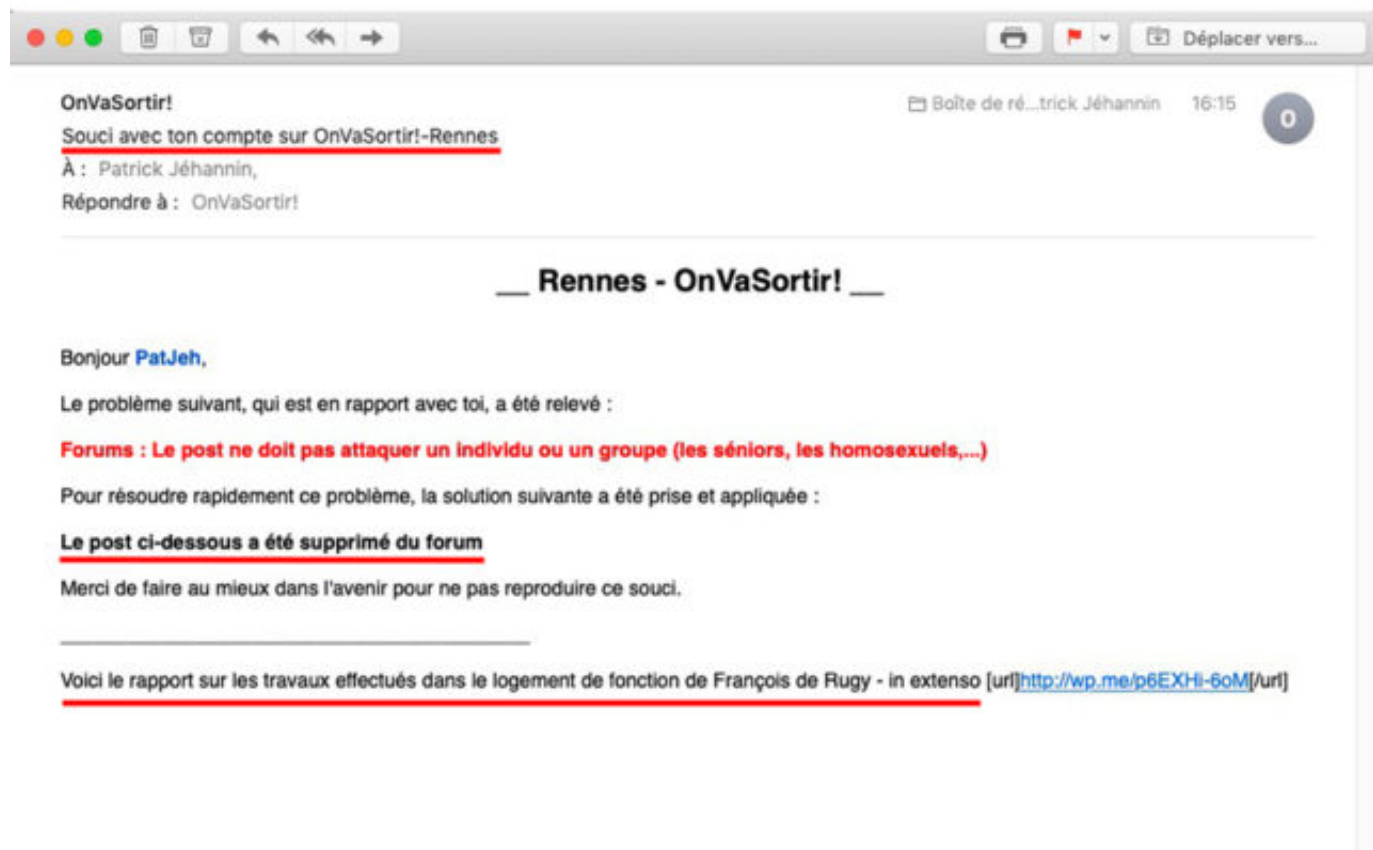 Déplacer vers...
OnVaSortir!
Boîte de ré...trick Jéhannin 16:15
O
Souci avec ton compte sur OnVaSortir!-Rennes
À : Patrick Jéhannin,
Répondre à : OnVaSortir!
__ Rennes - OnVaSortir! __
Bonjour PatJeh,
Le problème suivant, qui est en rapport avec toi, a été relevé :
Forums : Le post ne doit pas attaquer un individu ou un groupe (les séniors, les homosexuels,...)
Pour résoudre rapidement ce problème, la solution suivante a été prise et appliquée :
Le post ci-dessous a été supprimé du forum
Merci de faire au mieux dans l'avenir pour ne pas reproduire ce souci.
Voici le rapport sur les travaux effectués dans le logement de fonction de François de Rugy - in extenso [url]http://wp.me/p6EXHi-6oM[/url]